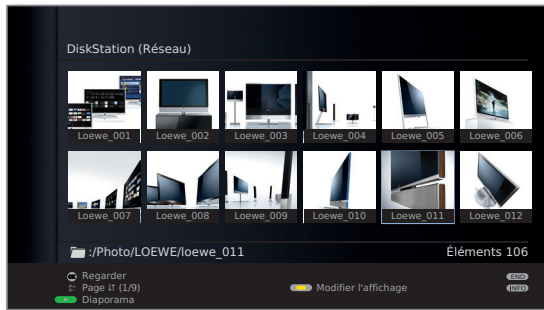 DiskStation (Réseau)
Loewe_001 Loewe_002 Loewe_003 Loewe_004 Loewe_005 Loewe_006
Loewe_007 Loewe_008 Loewe_009 Loewe_010 Loewe_011 Loewe_012
:/Photo/LOEWE/loewe_011 Éléments 106
OK Regarder END
P+ P- Page ↓↑ (1/9) Modifier l'affichage INFO
Diaporama